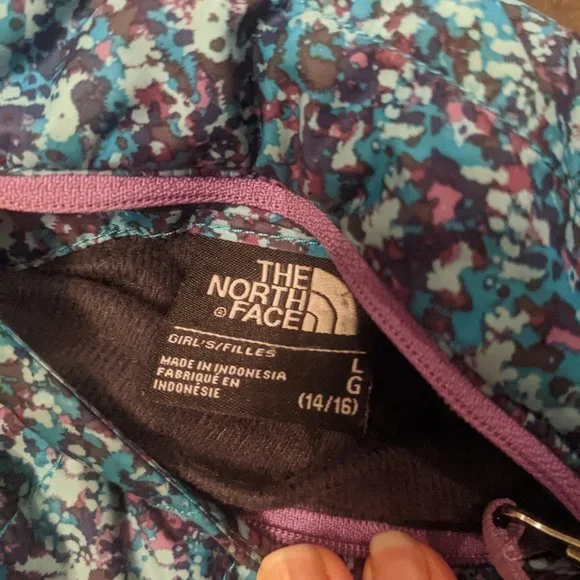 THE
NORTH
® FACE
GIRL'S/FILLES
MADE IN INDONESIA
FABRIQUÉ EN
INDONÉSIE
L
G
(14/16)